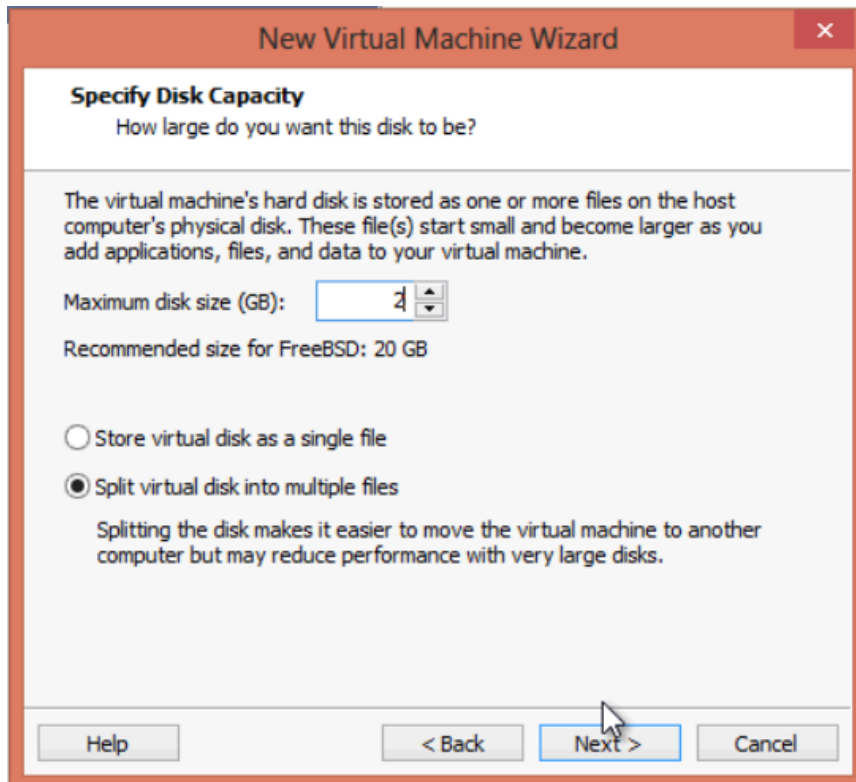 New Virtual Machine Wizard
Specify Disk Capacity
How large do you want this disk to be?
The virtual machine's hard disk is stored as one or more files on the host
computer's physical disk. These file(s) start small and become larger as you
add applications, files, and data to your virtual machine.
Maximum disk size (GB): 2
Recommended size for FreeBSD: 20 GB
Store virtual disk as a single file
Split virtual disk into multiple files
Splitting the disk makes it easier to move the virtual machine to another
computer but may reduce performance with very large disks.
Help < Back Next > Cancel